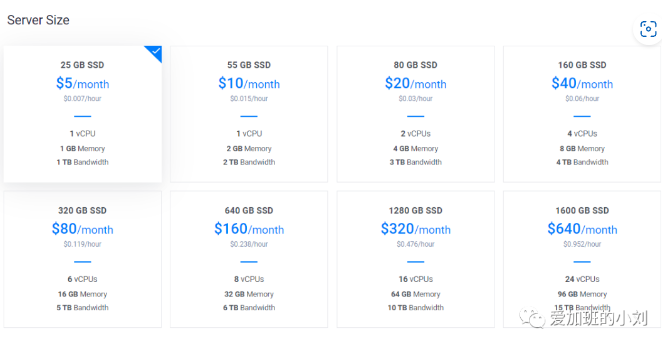 Server Size
25 GB SSD
$5/month
$0.007/hour
1 vCPU
1 GB Memory
1 TB Bandwidth
55 GB SSD
$10/month
$0.015/hour
1 vCPU
2 GB Memory
2 TB Bandwidth
80 GB SSD
$20/month
$0.03/hour
2 vCPUs
4 GB Memory
3 TB Bandwidth
160 GB SSD
$40/month
$0.06/hour
4 vCPUs
8 GB Memory
4 TB Bandwidth
320 GB SSD
$80/month
$0.119/hour
6 vCPUs
16 GB Memory
5 TB Bandwidth
640 GB SSD
$160/month
$0.238/hour
8 vCPUs
32 GB Memory
6 TB Bandwidth
1280 GB SSD
$320/month
$0.476/hour
16 vCPUs
64 GB Memory
10 TB Bandwidth
1600 GB SSD
$640/month
$0.952/hour
24 vCPUs
96 GB Memory
15 TB Bandwidth
爱加班的小刘